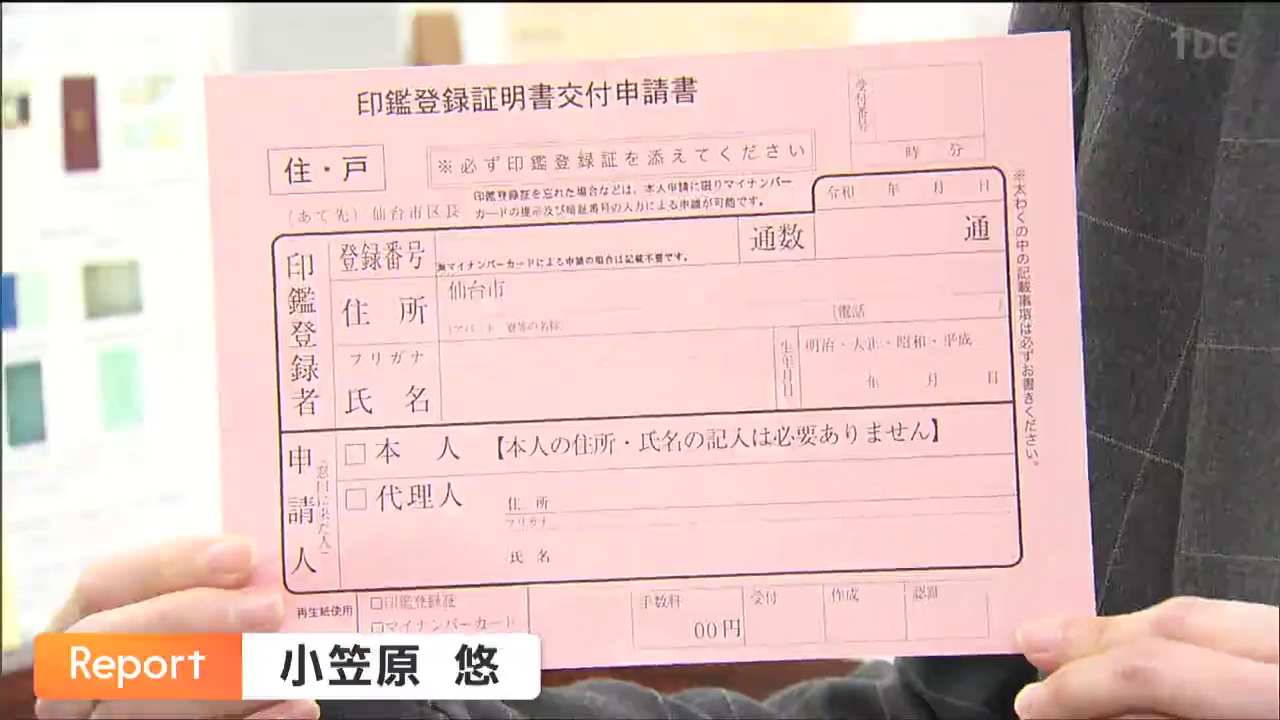 tbc
印鑑登録証明書交付申請書
受付番号
時 分
住・戸
※必ず印鑑登録証を添えてください
印鑑登録証を忘れた場合などは、本人申請に限りマイナンバー
カードの提示及び暗証番号の入力による申請が可能です。
(あて先) 仙台市区長
令和 年 月 日
※太わくの中の記載事項は必ずお書きください。
印鑑登録者
登録番号
※マイナンバーカードによる申請の場合は記載不要です。
通数
通
住所
仙台市
(アパート・寮等の名称)
(電話 )
フリガナ
氏名
生年月日
明治・大正・昭和・平成
年 月 日
申請人
(窓口に来た人)
□本人【本人の住所・氏名の記入は必要ありません】
□代理人
住所
フリガナ
氏名
再生紙使用
□印鑑登録証
□マイナンバーカード
手数料
00円
受付
作成
認証
Report 小笠原 悠